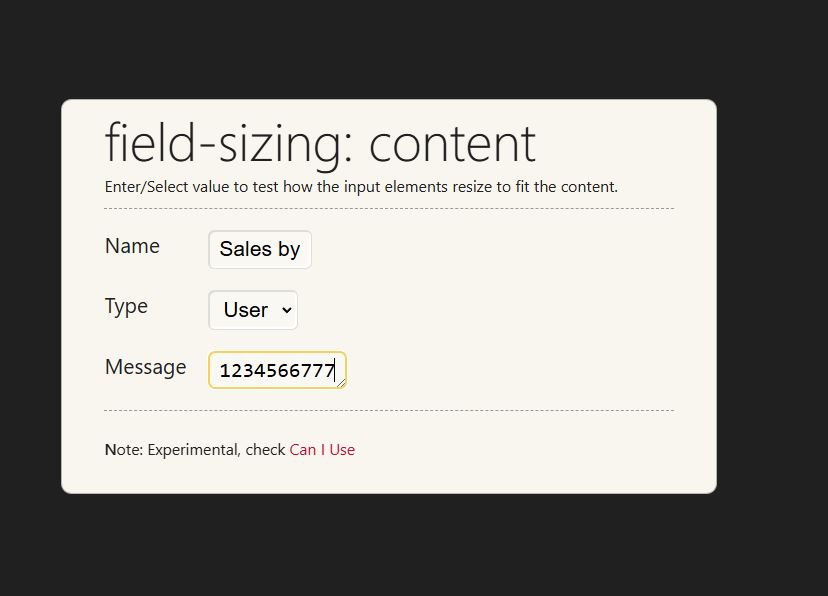 field-sizing: content
Enter/Select value to test how the input elements resize to fit the content.
Name Sales by
Type User
Message 1234566777
Note: Experimental, check Can I Use